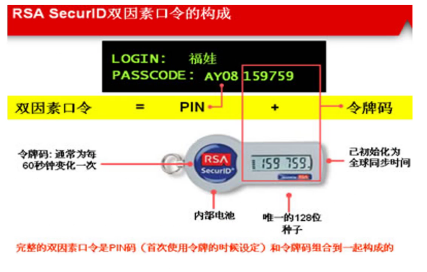 RSA SecurID双因素口令的构成
LOGIN: 福娃
PASSCODE: AY08 159759
双因素口令 = PIN + 令牌码
令牌码: 通常为每
60秒钟变化一次
RSA
SecurID
159 759
已初始化为
全球同步时间
内部电池
唯一的128位
种子
完整的双因素口令是PIN码（首次使用令牌的时候设定）和令牌码组合到一起构成的